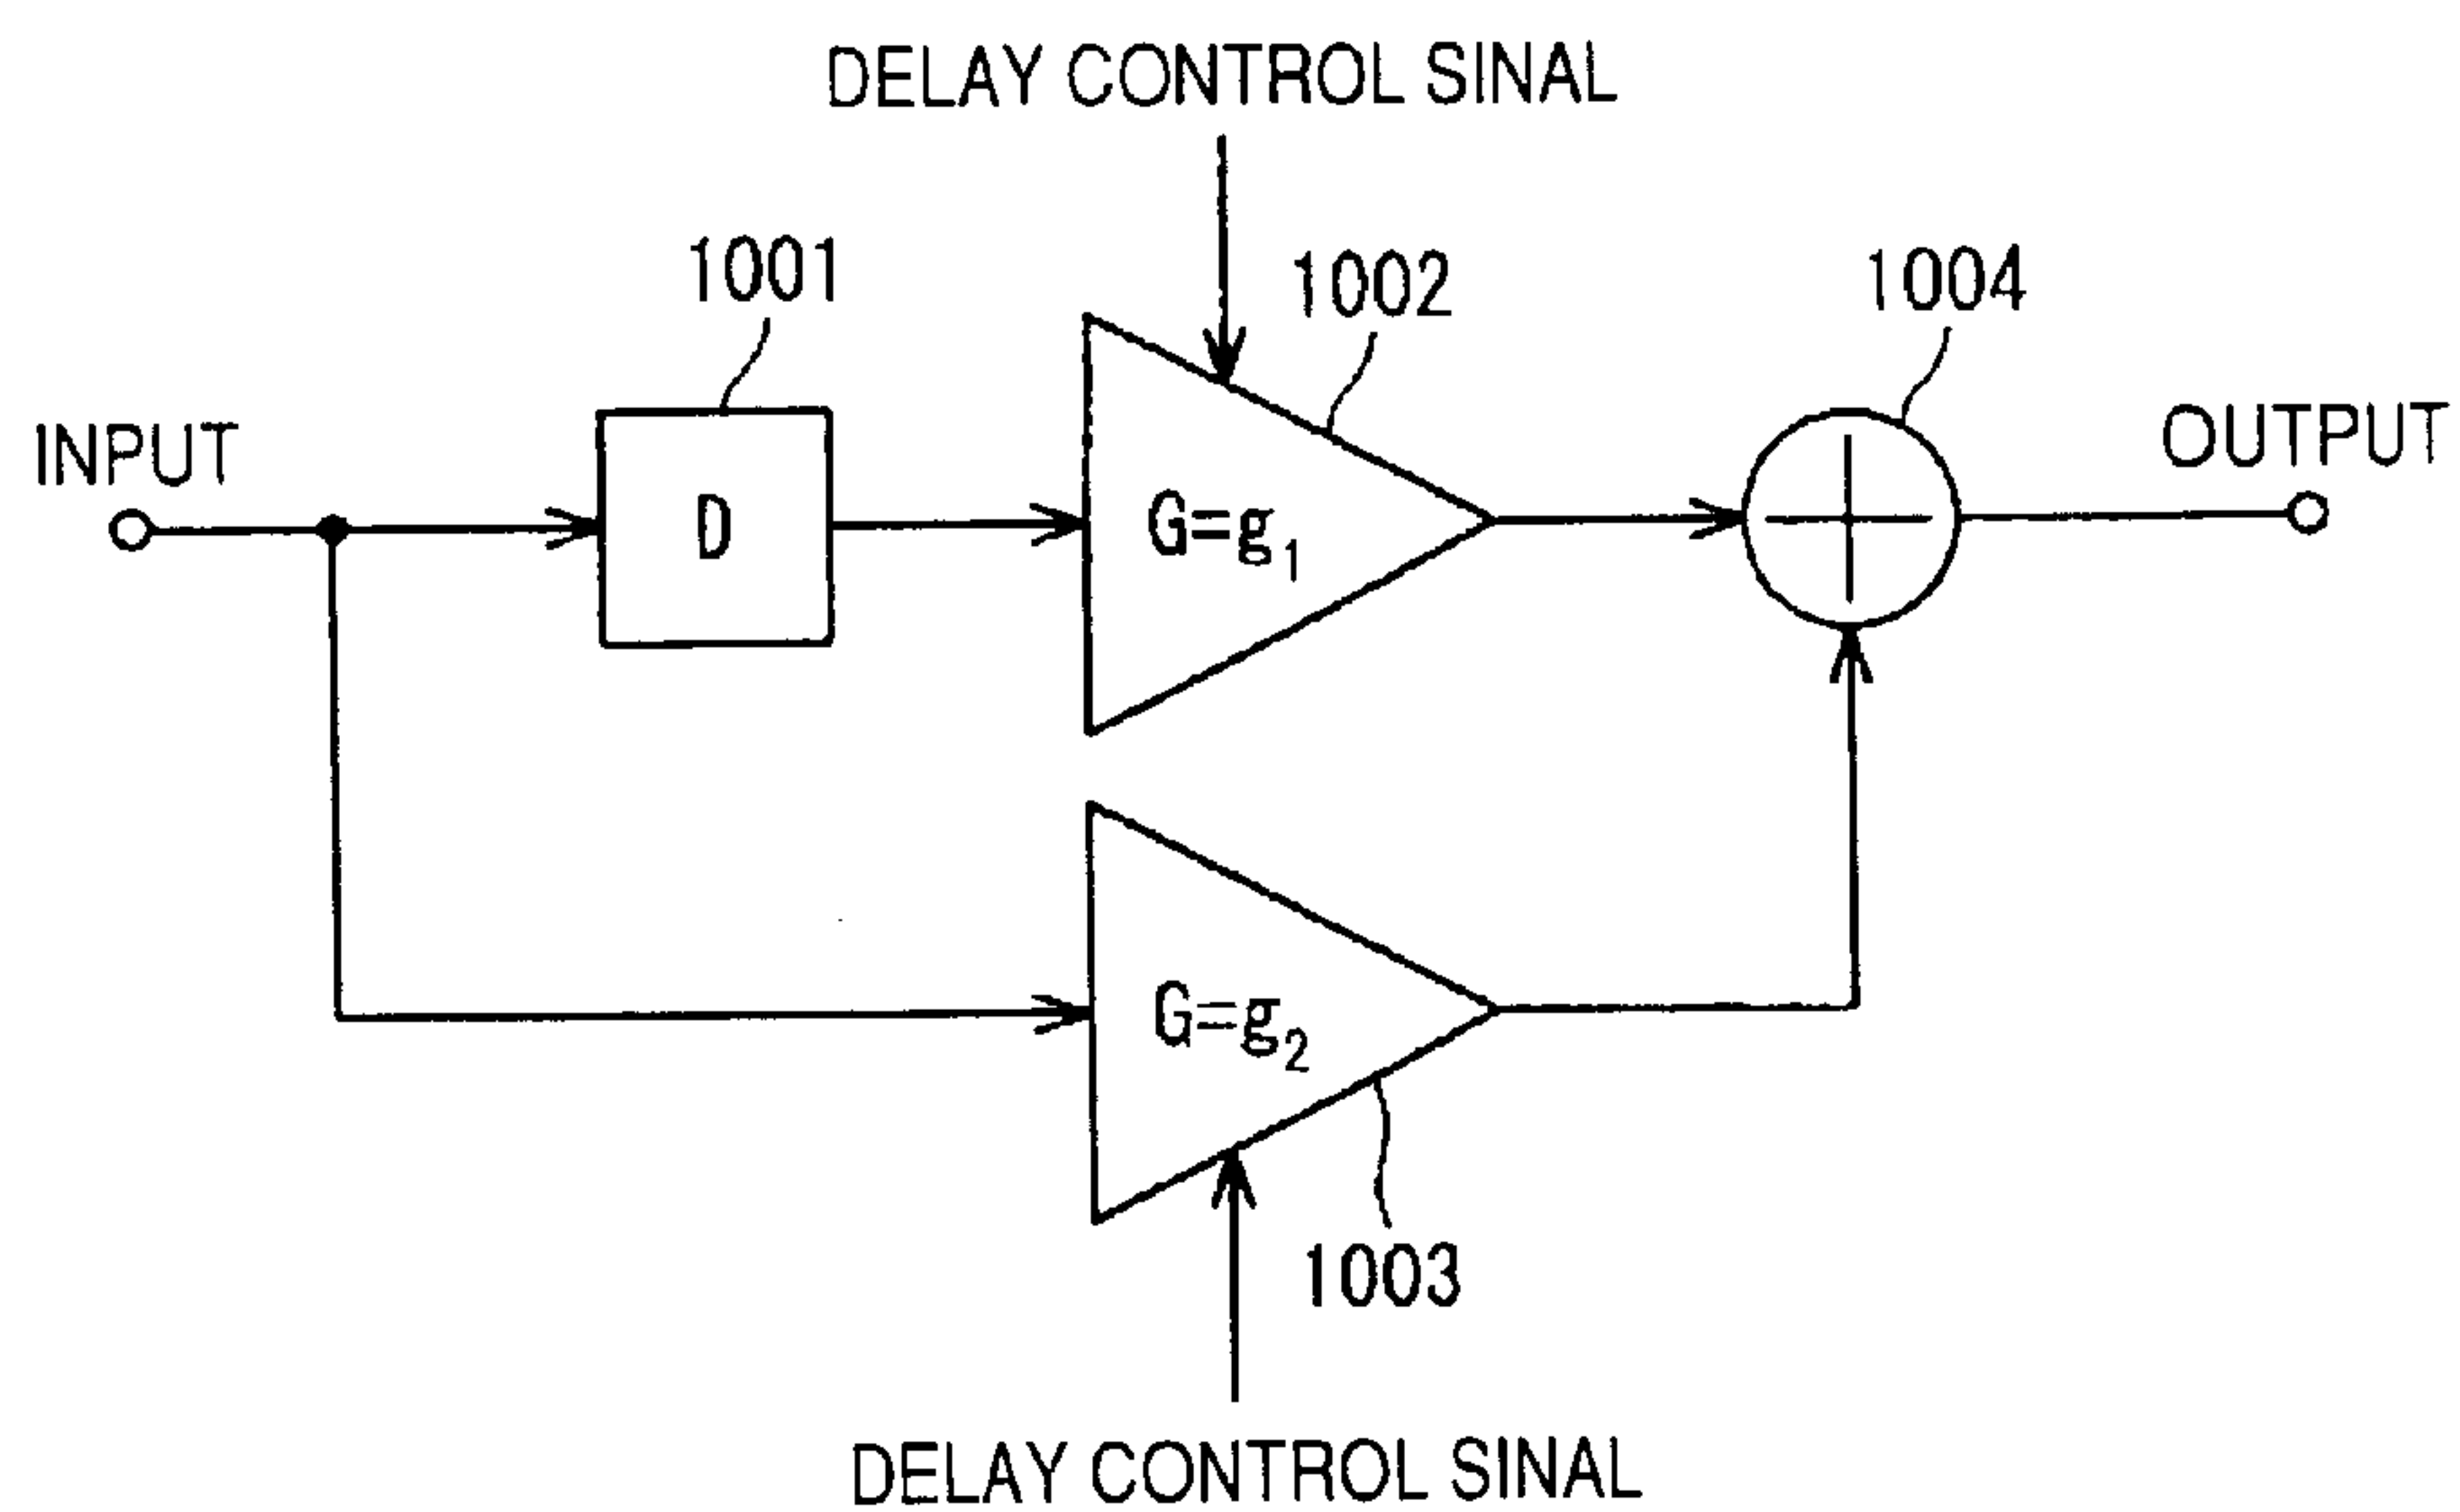 DELAY CONTROL SINAL
1001
1002
1004
INPUT
OUTPUT
D
G=g1
G=g2
1003
DELAY CONTROL SINAL